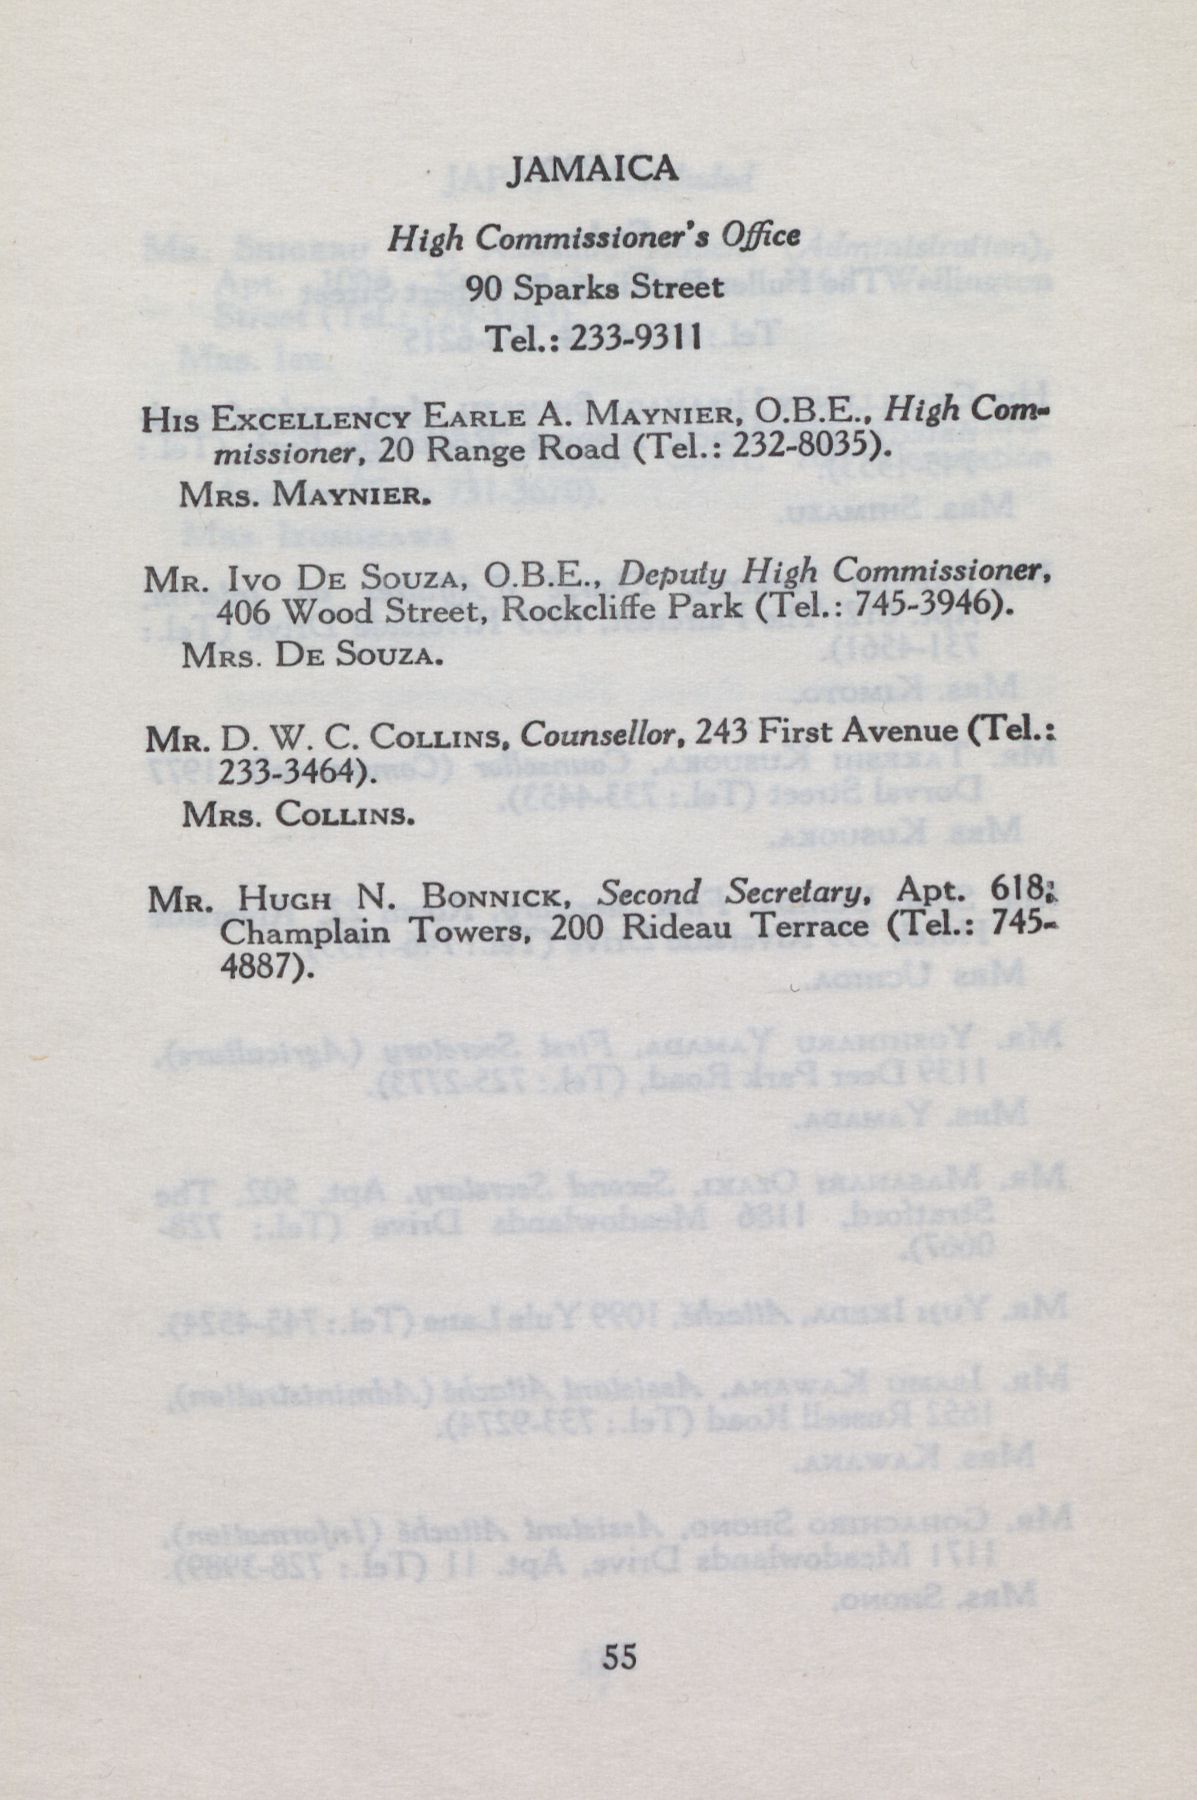 JAMAICA
High Commissioner's Office
90 Sparks Street
Tel.: 233-9311
HIS EXCELLENCY EARLE A. MAYNIER, O.B.E., High Com-
missioner, 20 Range Road (Tel.: 232-8035).
MRS. MAYNIER.
MR. IVO DE SOUZA, O.B.E., Deputy High Commissioner,
406 Wood Street, Rockcliffe Park (Tel.: 745-3946).
MRS. DE SOUZA.
MR. D. W. C. COLLINS, Counsellor, 243 First Avenue (Tel.:
233-3464).
MRS. COLLINS.
MR. HUGH N. BONNICK, Second Secretary, Apt. 618;
Champlain Towers, 200 Rideau Terrace (Tel.: 745-
4887).
55